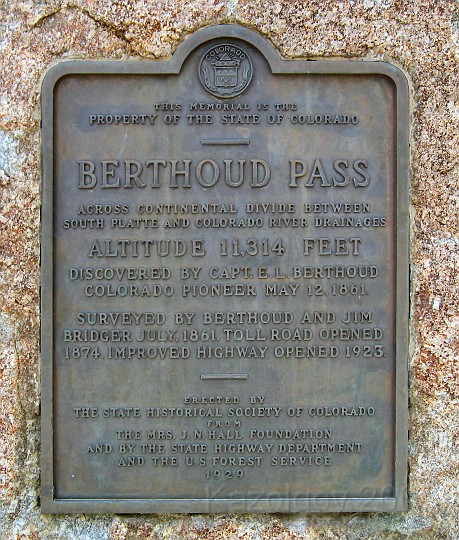 COLORADO
THIS MEMORIAL IS THE
PROPERTY OF THE STATE OF COLORADO
BERTHOUD PASS
ACROSS CONTINENTAL DIVIDE BETWEEN
SOUTH PLATTE AND COLORADO RIVER DRAINAGES
ALTITUDE 11,314 FEET
DISCOVERED BY CAPT. E. L. BERTHOUD
COLORADO PIONEER MAY 12, 1861.
SURVEYED BY BERTHOUD AND JIM
BRIDGER JULY, 1861. TOLL ROAD OPENED
1874. IMPROVED HIGHWAY OPENED 1923.
ERECTED BY
THE STATE HISTORICAL SOCIETY OF COLORADO
FROM
THE MRS. J. N. HALL FOUNDATION
AND BY THE STATE HIGHWAY DEPARTMENT
AND THE U S FOREST SERVICE
1929